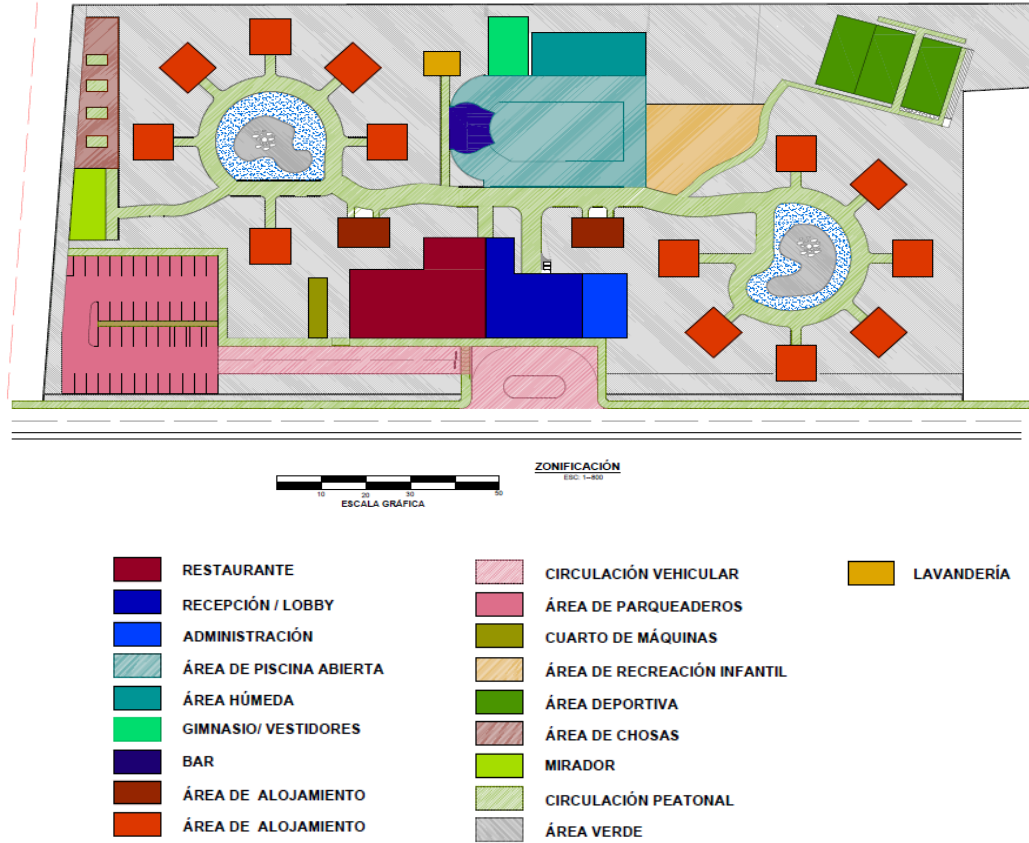 ZONIFICACIÓN
ESC: 1--800
10 20 30 50
ESCALA GRÁFICA
RESTAURANTE
RECEPCIÓN / LOBBY
ADMINISTRACIÓN
ÁREA DE PISCINA ABIERTA
ÁREA HÚMEDA
GIMNASIO/ VESTIDORES
BAR
ÁREA DE ALOJAMIENTO
ÁREA DE ALOJAMIENTO
CIRCULACIÓN VEHICULAR
ÁREA DE PARQUEADEROS
CUARTO DE MÁQUINAS
ÁREA DE RECREACIÓN INFANTIL
ÁREA DEPORTIVA
ÁREA DE CHOSAS
MIRADOR
CIRCULACIÓN PEATONAL
ÁREA VERDE
LAVANDERÍA